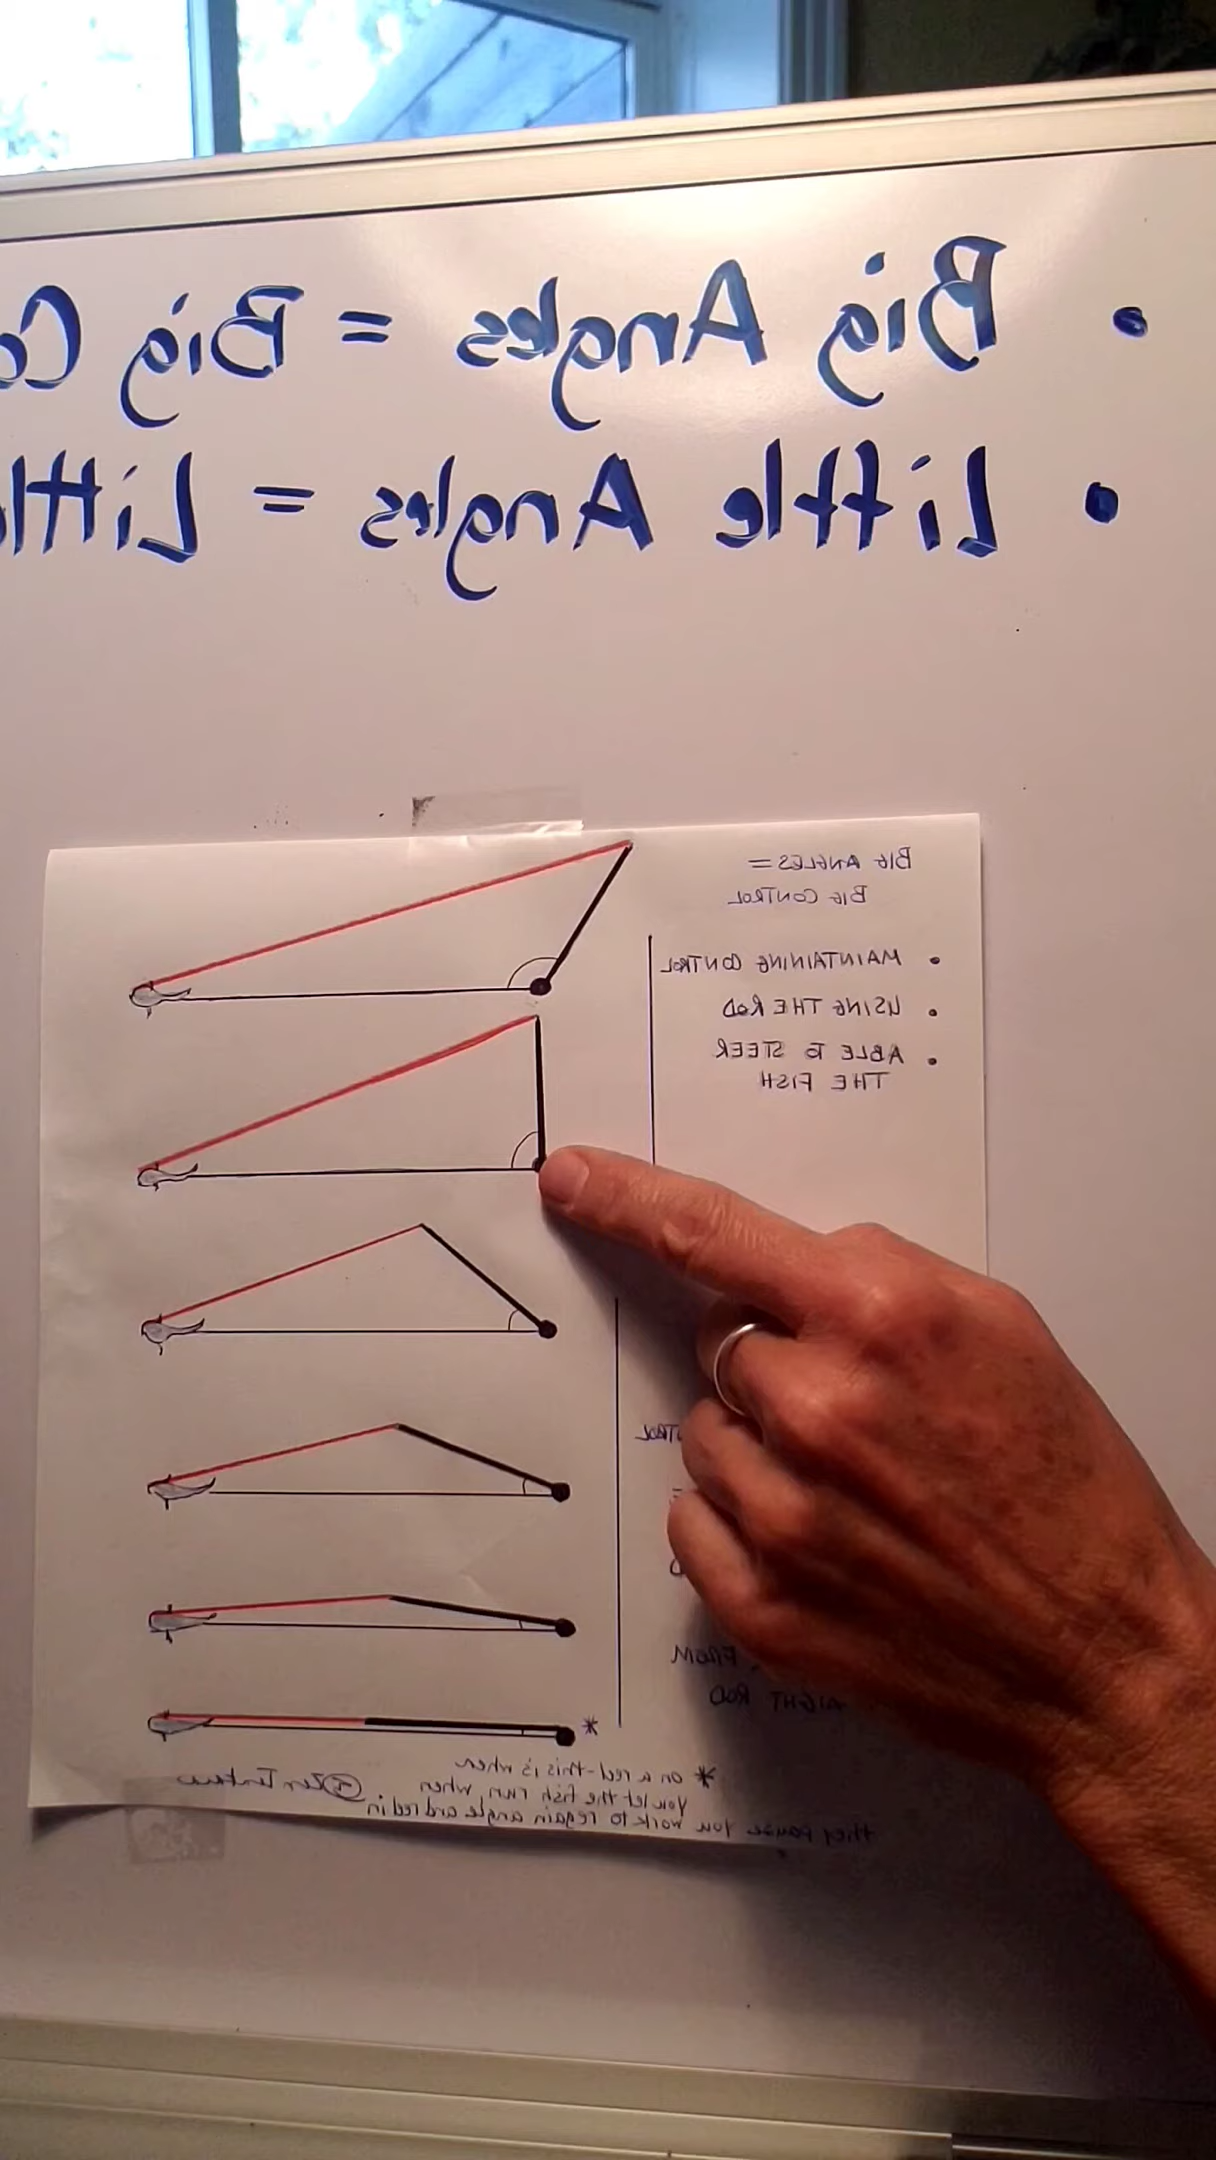 • Big Angles = Big Co
• Little Angles = Littl
BIG ANGLES =
BIG CONTROL
• MAINTAINING CONTROL
• USING THE ROD
• ABLE TO STEER
THE FISH
FROM
ROD
* on a reel-this is when
you let the fish run, when
they pause you work to regain angle and reel in
@Zen Tenkara